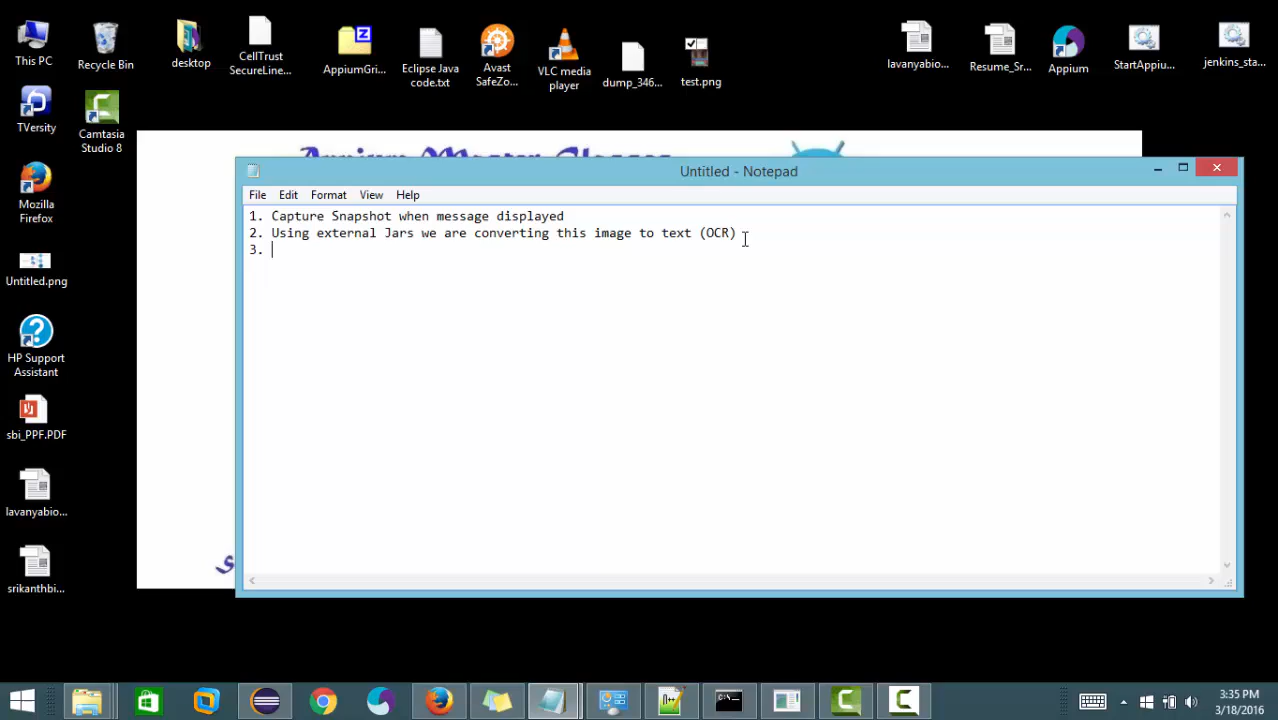 This PC
Recycle Bin
desktop
CellTrust
SecureLine...
AppiumGri...
Eclipse Java
code.txt
Avast
SafeZo...
VLC media
player
dump_346...
test.png
lavanyabio...
Resume_Sr...
Appium
StartAppiu...
jenkins_sta...
TVersity
Camtasia
Studio 8
Mozilla
Firefox
Untitled.png
HP Support
Assistant
sbi_PPF.PDF
lavanyabio...
srikanthbi...
Appium Master Classes
Untitled - Notepad
File Edit Format View Help
1. Capture Snapshot when message displayed
2. Using external Jars we are converting this image to text (OCR)
3.
3:35 PM
3/18/2016